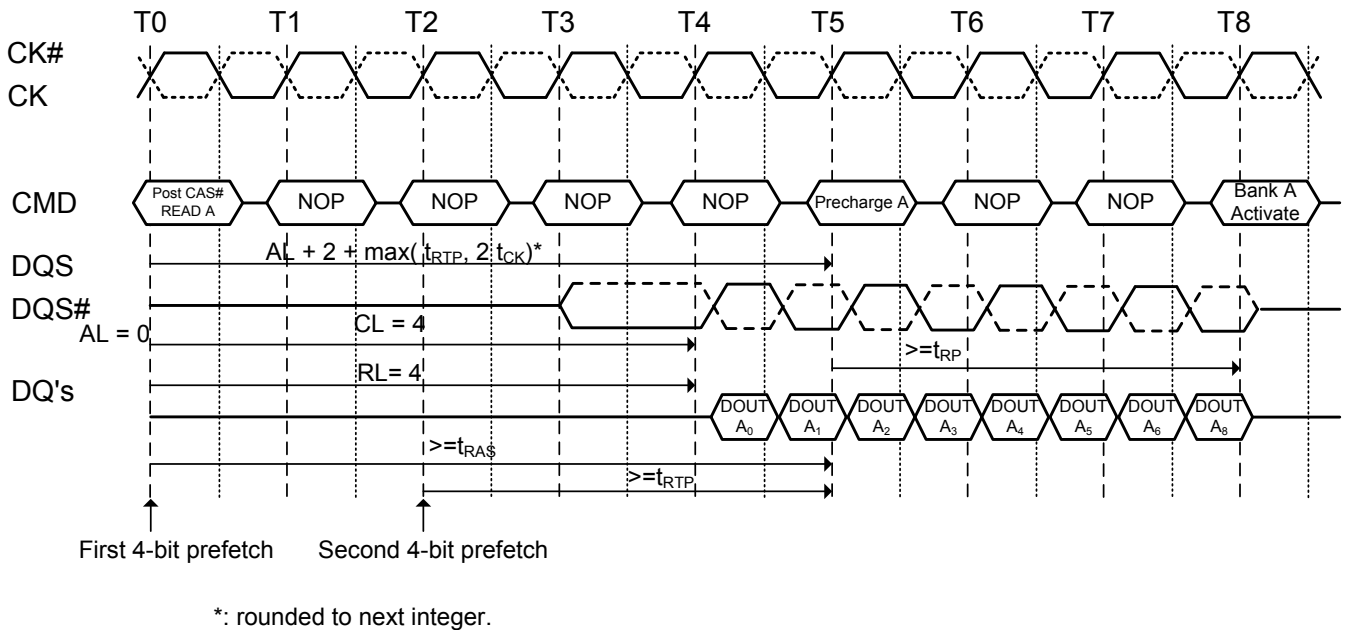 T0 T1 T2 T3 T4 T5 T6 T7 T8
CK#
CK
CMD
Post CAS#
READ A
NOP
NOP
NOP
NOP
Precharge A
NOP
NOP
Bank A
Activate
DQS
AL + 2 + max( tRTP, 2 tCK)*
DQS#
AL = 0
CL = 4
>=tRP
RL= 4
DQ's
DOUT
A0
DOUT
A1
DOUT
A2
DOUT
A3
DOUT
A4
DOUT
A5
DOUT
A6
DOUT
A8
>=tRAS
>=tRTP
First 4-bit prefetch
Second 4-bit prefetch
*: rounded to next integer.